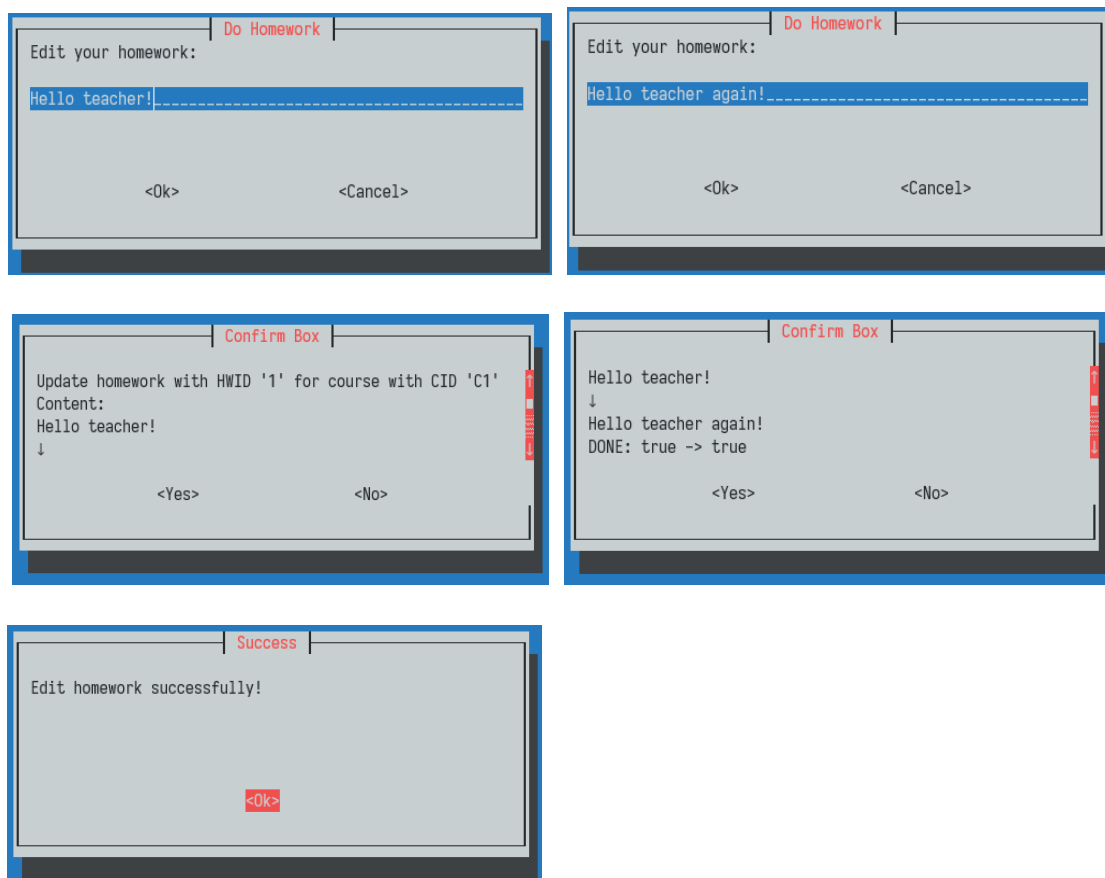 Do Homework
Edit your homework:
Hello teacher!
<Ok> <Cancel>
Do Homework
Edit your homework:
Hello teacher again!
<Ok> <Cancel>
Confirm Box
Update homework with HWID '1' for course with CID 'C1'
Content:
Hello teacher!
↓
<Yes> <No>
Confirm Box
Hello teacher!
↓
Hello teacher again!
DONE: true -> true
<Yes> <No>
Success
Edit homework successfully!
<Ok>